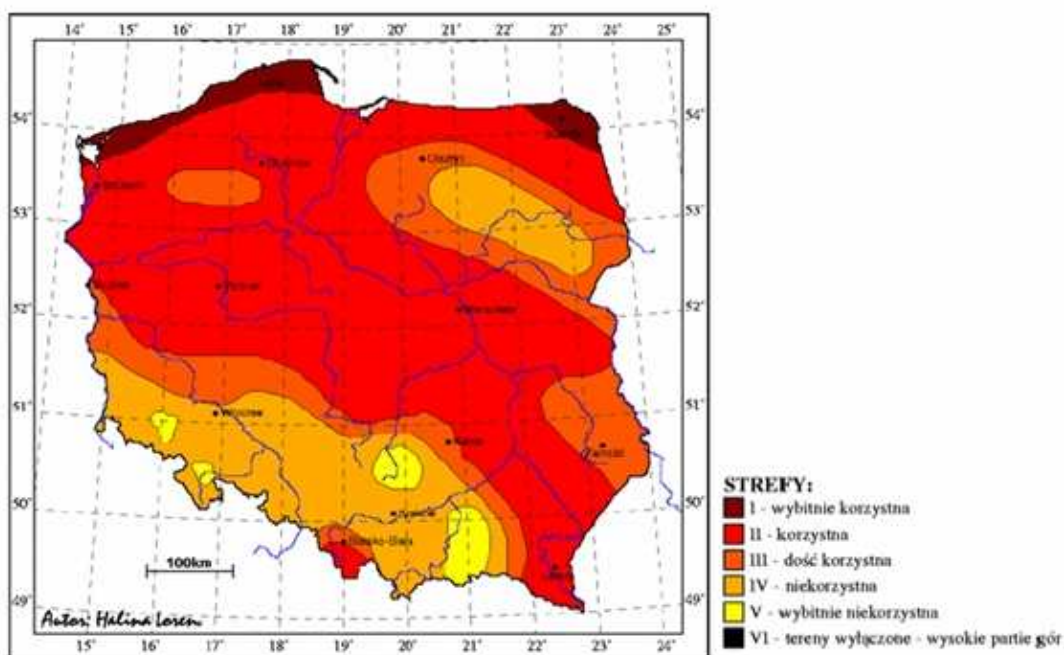 14° 15° 16° 17° 18° 19° 20° 21° 22° 23° 24° 25°
54° 54°
Olsztyn
53° 53°
52° 52°
51° 51°
Wrocław
Kielce
Zamość
50° 50°
Kraków
Bielsko-Biała
100km
49° 49°
Autor: Halina Lorenc
15° 16° 17° 18° 19° 20° 21° 22° 23° 24°
STREFY:
I - wybitnie korzystna
II - korzystna
III - dość korzystna
IV - niekorzystna
V - wybitnie niekorzystna
VI - tereny wyłączone - wysokie partie gór